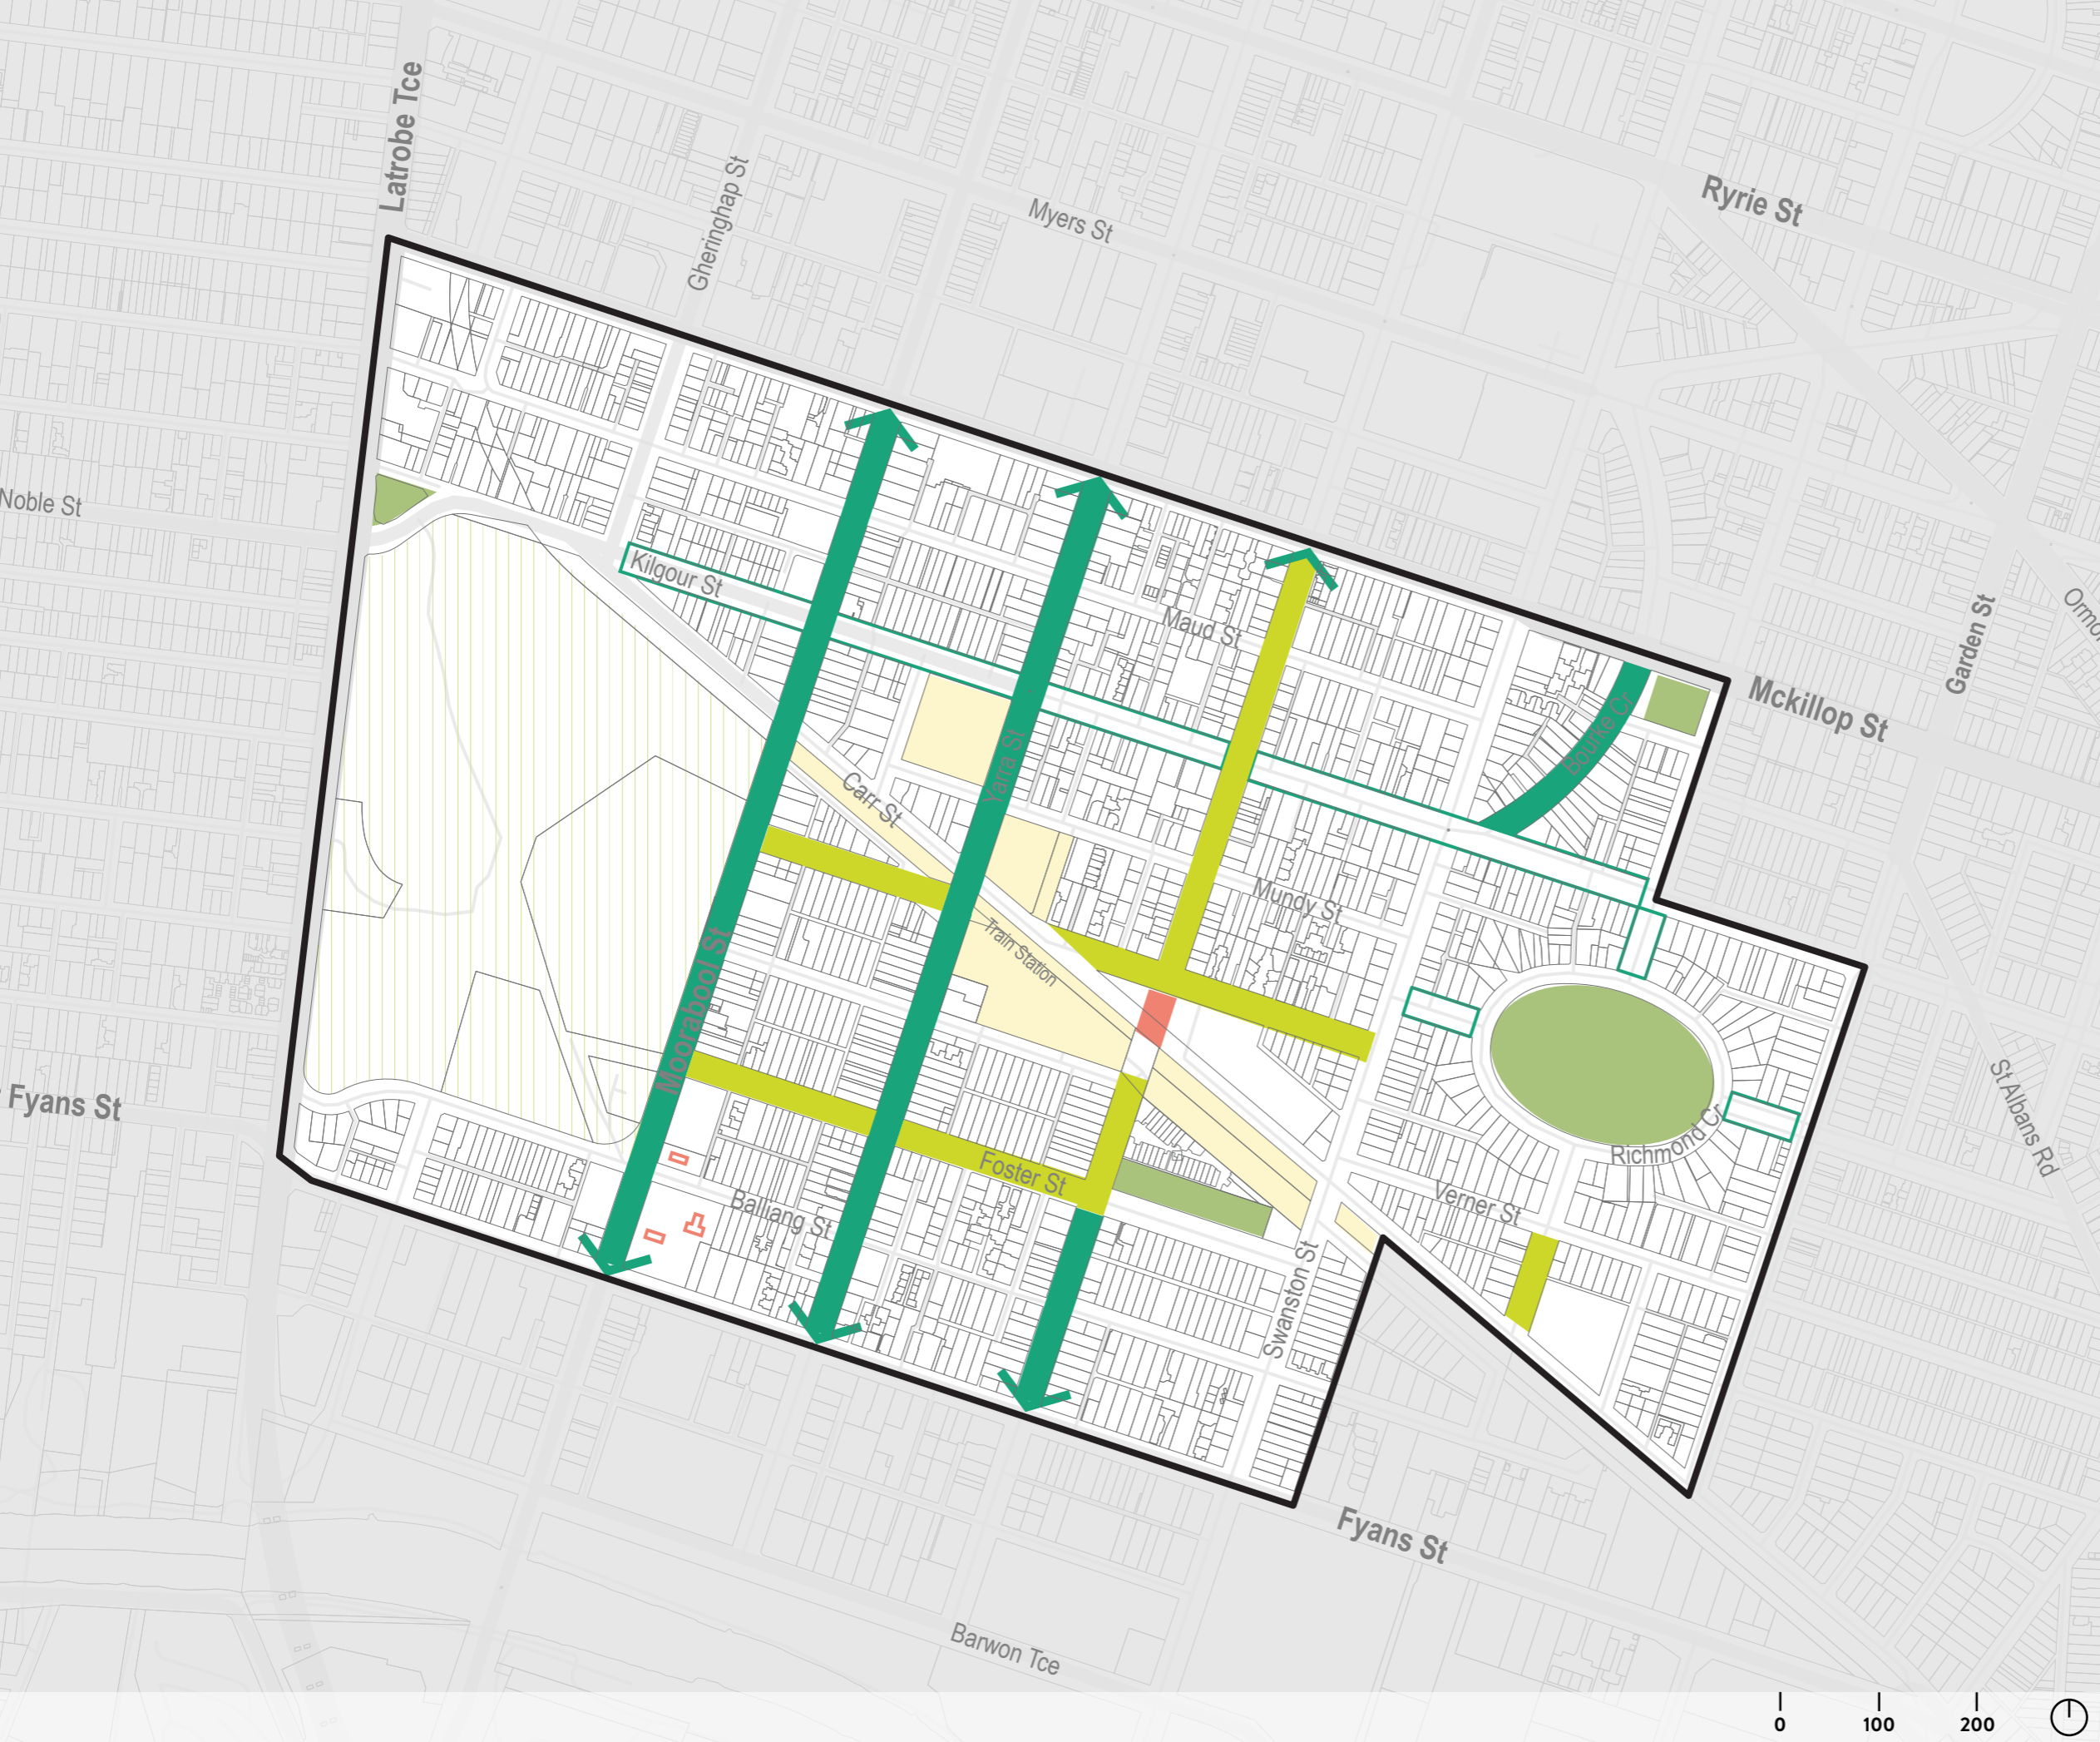 Latrobe Tce
Gheringhap St
Myers St
Ryrie St
Noble St
Kilgour St
Maud St
Garden St
Mckillop St
Bourke Cr
Yarra St
Carr St
Mundy St
Train Station
Moorabool St
Fyans St
Foster St
Balliang St
Richmond Cr
St Albans Rd
Verner St
Swanston St
Fyans St
Barwon Tce
0 100 200